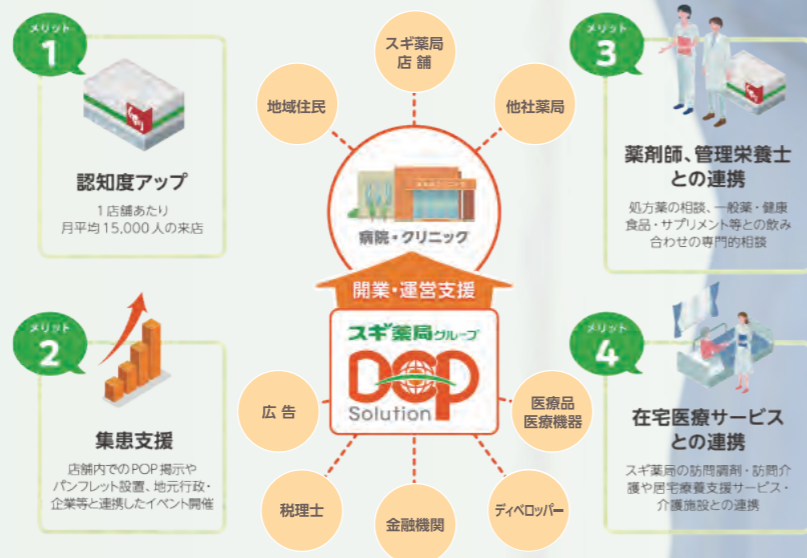 メリット
1
認知度アップ
1店舗あたり
月平均15,000人の来店
メリット
2
集患支援
店舗内でのPOP掲示や
パンフレット設置、地元行政・
企業等と連携したイベント開催
スギ薬局
店舗
地域住民
他社薬局
病院・クリニック
開業・運営支援
スギ薬局グループ
DCP
Solution
広告
医療品
医療機器
税理士
金融機関
ディベロッパー
メリット
3
薬剤師、管理栄養士
との連携
処方薬の相談、一般薬・健康
食品・サプリメント等との飲み
合わせの専門的相談
メリット
4
在宅医療サービス
との連携
スギ薬局の訪問調剤・訪問介
護や居宅療養支援サービス・
介護施設との連携